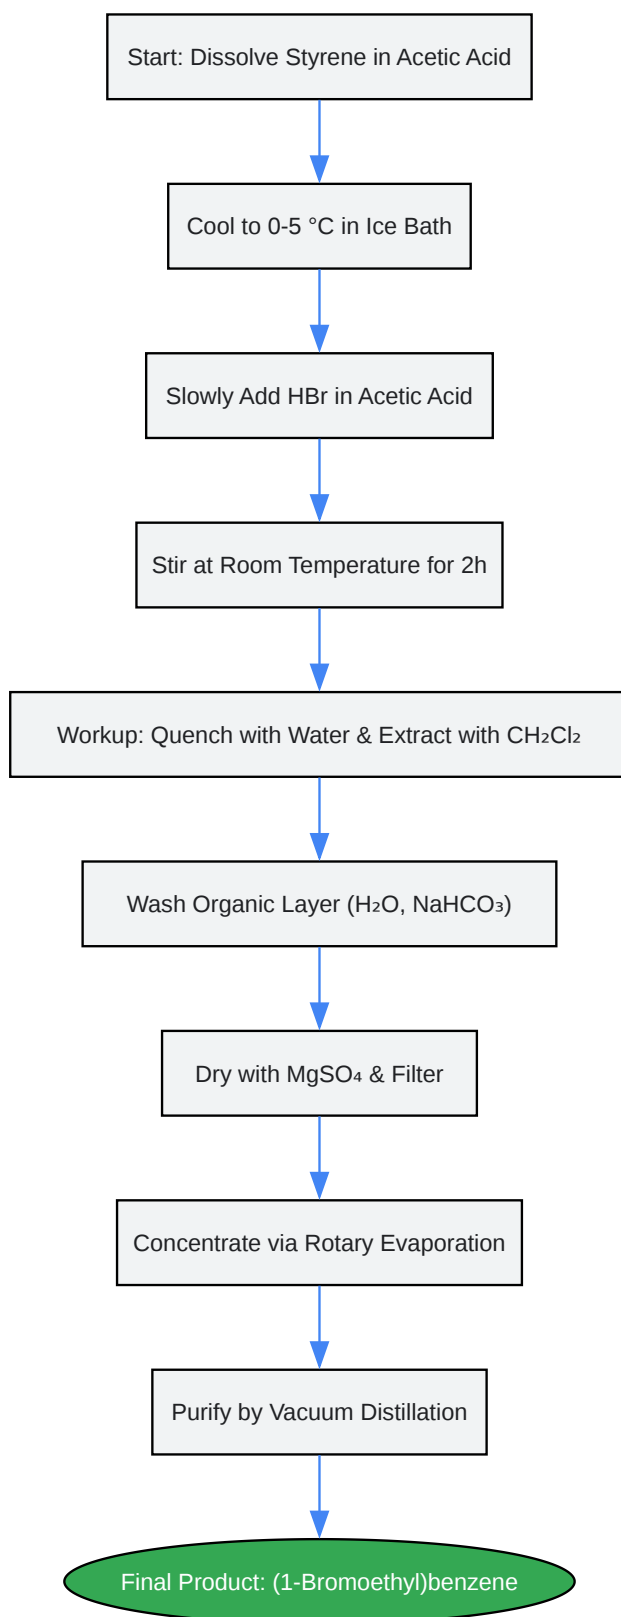 Start: Dissolve Styrene in Acetic Acid
Cool to 0-5 °C in Ice Bath
Slowly Add HBr in Acetic Acid
Stir at Room Temperature for 2h
Workup: Quench with Water & Extract with CH₂Cl₂
Wash Organic Layer (H₂O, NaHCO₃)
Dry with MgSO₄ & Filter
Concentrate via Rotary Evaporation
Purify by Vacuum Distillation
Final Product: (1-Bromoethyl)benzene